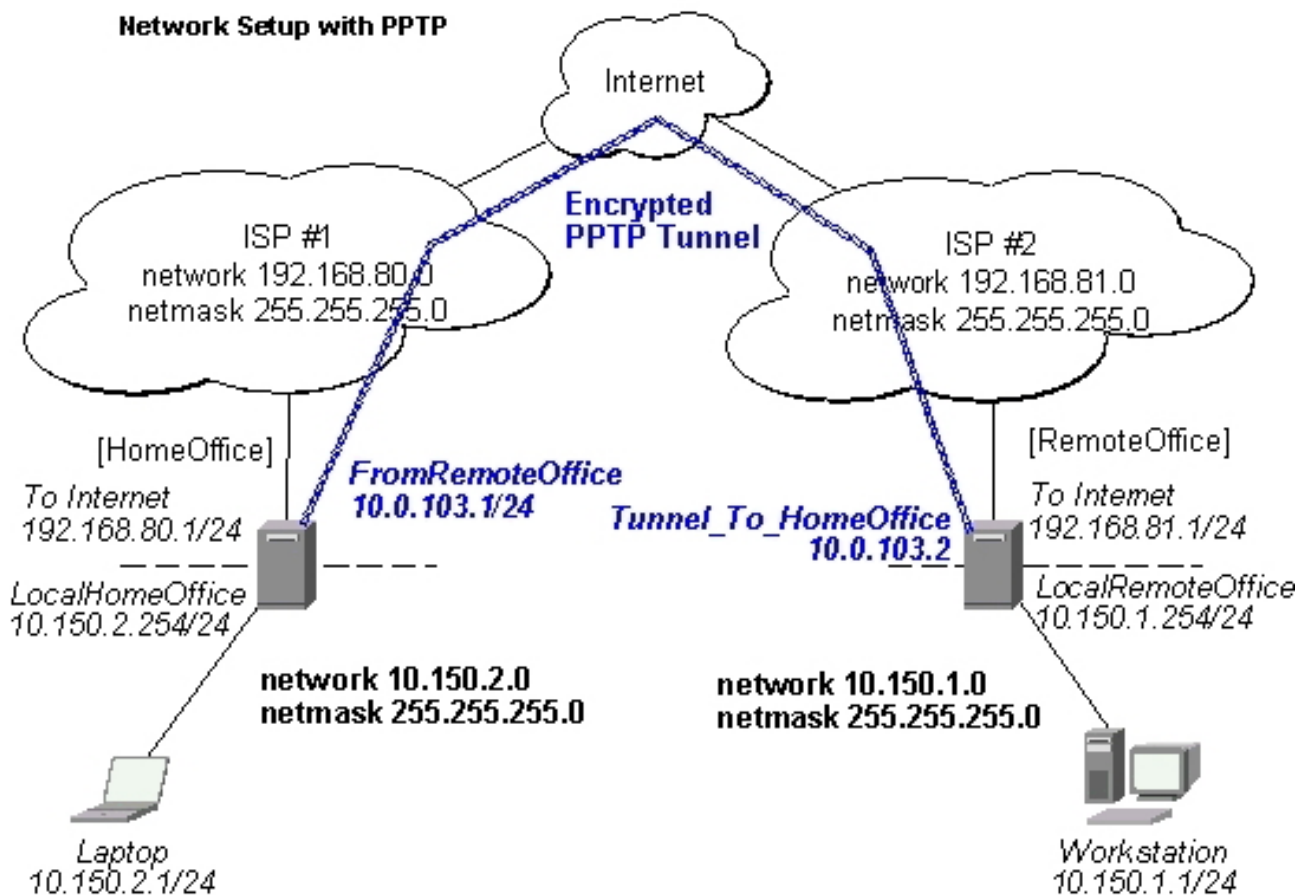 Network Setup with PPTP
Internet
Encrypted
PPTP Tunnel
ISP #1
network 192.168.80.0
netmask 255.255.255.0
ISP #2
network 192.168.81.0
netmask 255.255.255.0
[HomeOffice]
To Internet
192.168.80.1/24
FromRemoteOffice
10.0.103.1/24
Tunnel_To_HomeOffice
10.0.103.2
[RemoteOffice]
To Internet
192.168.81.1/24
LocalHomeOffice
10.150.2.254/24
LocalRemoteOffice
10.150.1.254/24
network 10.150.2.0
netmask 255.255.255.0
network 10.150.1.0
netmask 255.255.255.0
Laptop
10.150.2.1/24
Workstation
10.150.1.1/24